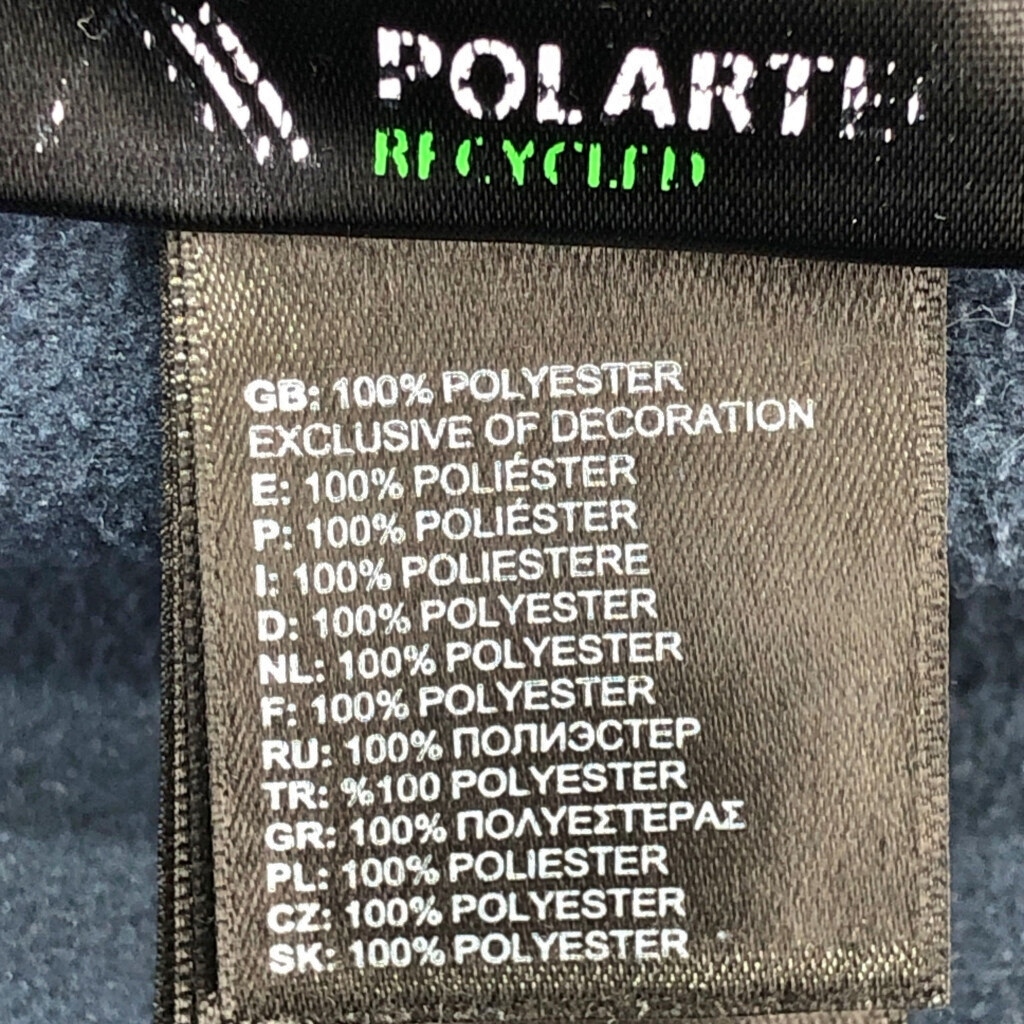 POLARTEC
RECYCLED
GB: 100% POLYESTER
EXCLUSIVE OF DECORATION
E: 100% POLIÉSTER
P: 100% POLIÉSTER
I: 100% POLIESTERE
D: 100% POLYESTER
NL: 100% POLYESTER
F: 100% POLYESTER
RU: 100% ПОЛИЭСТЕР
TR: %100 POLYESTER
GR: 100% ΠΟΛΥΕΣΤΕΡΑΣ
PL: 100% POLIESTER
CZ: 100% POLYESTER
SK: 100% POLYESTER